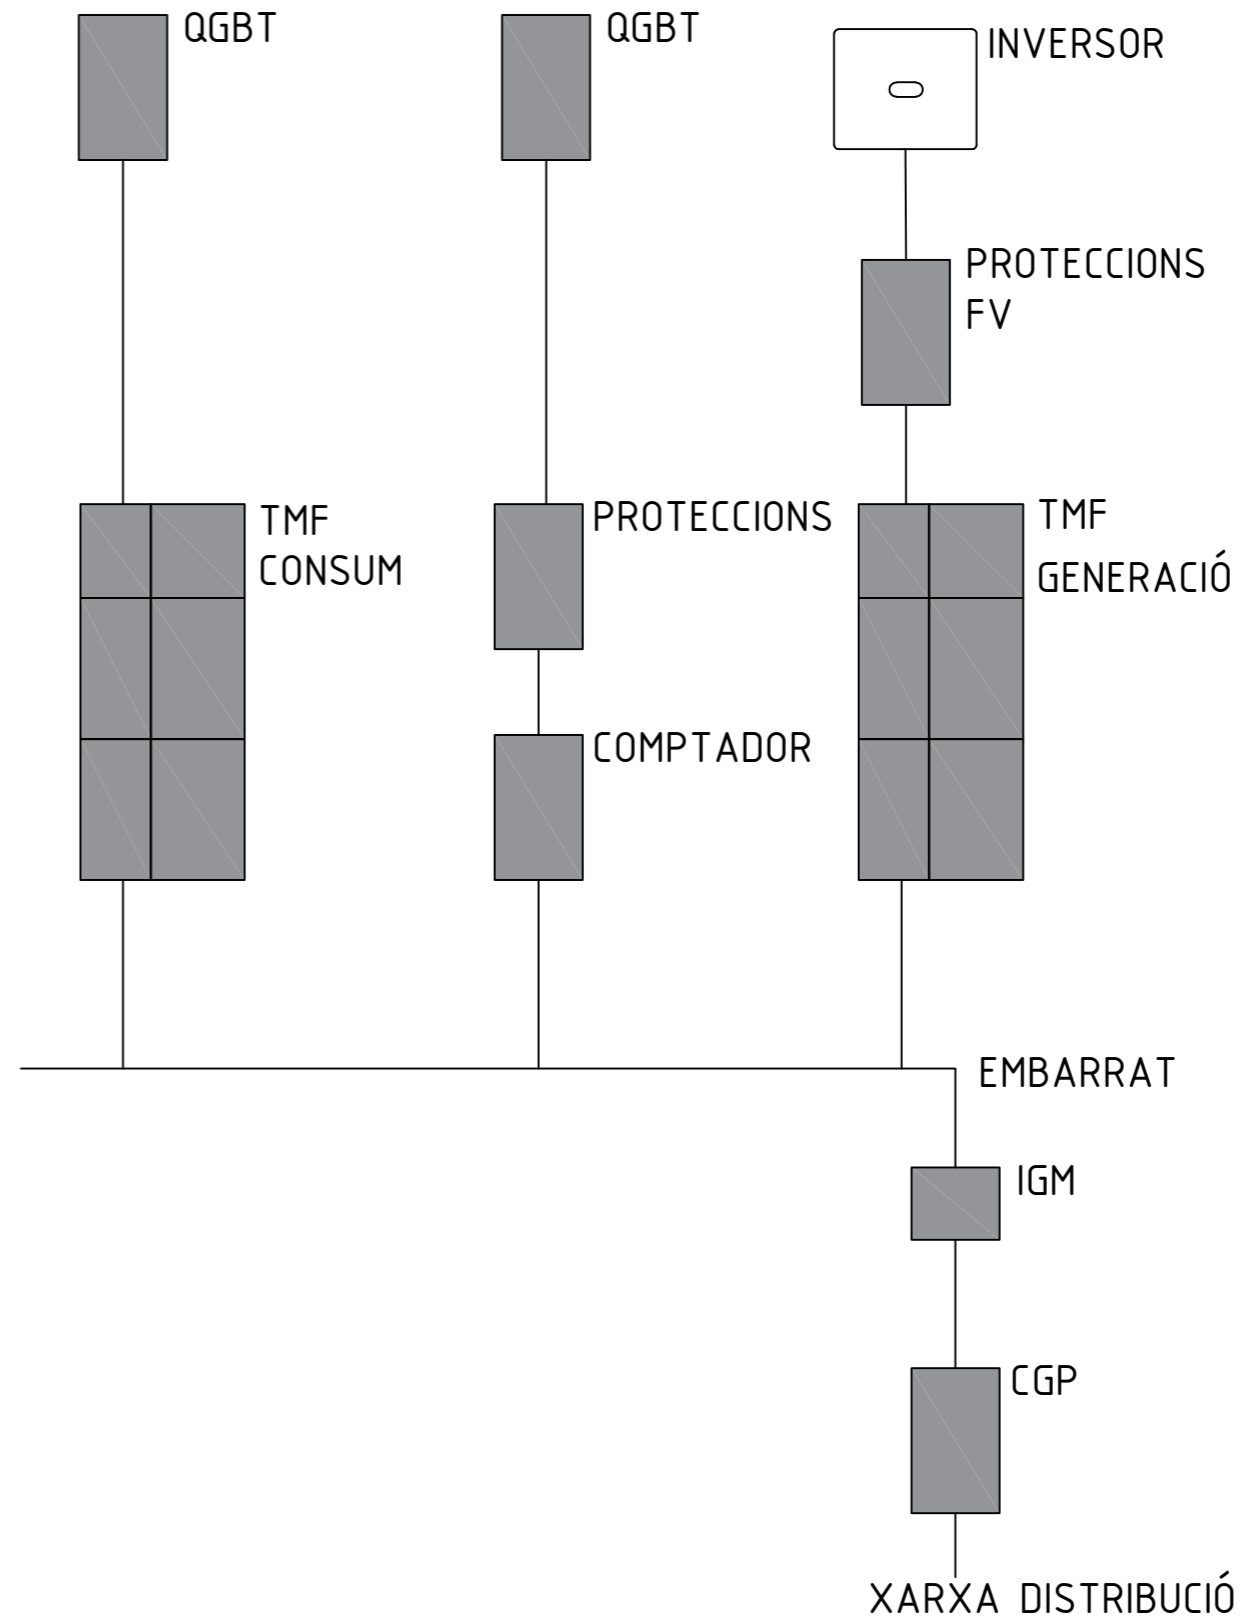 QGBT
QGBT
INVERSOR
PROTECCIONS
FV
TMF
CONSUM
PROTECCIONS
TMF
GENERACIÓ
COMPTADOR
EMBARRAT
IGM
CGP
XARXA DISTRIBUCIÓ